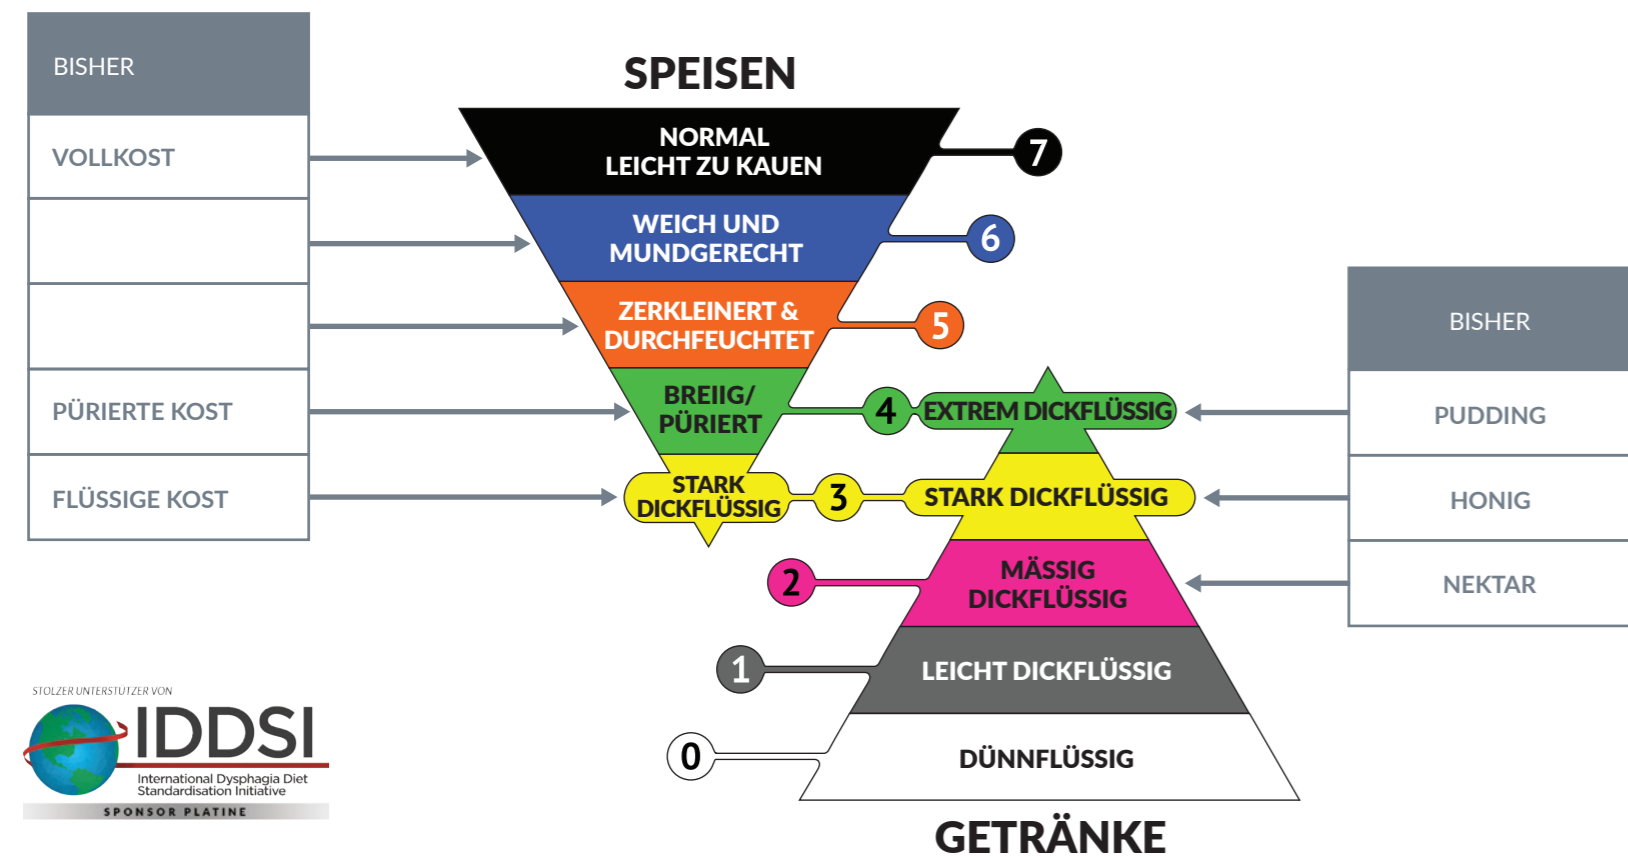 BISHER
VOLLKOST
PÜRIERTE KOST
FLÜSSIGE KOST
SPEISEN
NORMAL
LEICHT ZU KAUEN
7
WEICH UND
MUNDGERECHT
6
ZERKLEINERT &
DURCHFEUCHTET
5
BREIIG/
PÜRIERT
4
EXTREM DICKFLÜSSIG
STARK
DICKFLÜSSIG
3
STARK DICKFLÜSSIG
2
MÄSSIG
DICKFLÜSSIG
1
LEICHT DICKFLÜSSIG
0
DÜNNFLÜSSIG
GETRÄNKE
BISHER
PUDDING
HONIG
NEKTAR
STOLZER UNTERSTÜTZER VON
IDDSI
International Dysphagia Diet
Standardisation Initiative
SPONSOR PLATINE